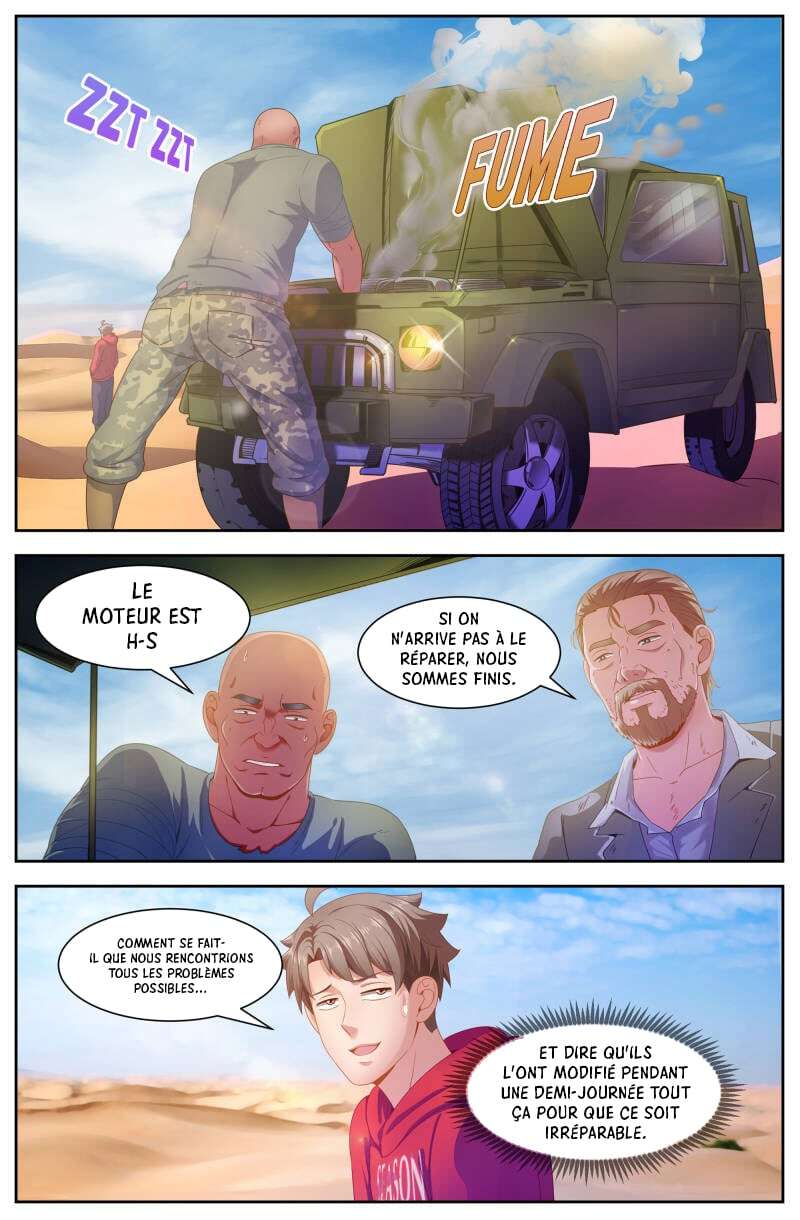 ZZT ZZT
FUME
LE
MOTEUR EST
H-S
SI ON
N'ARRIVE PAS À LE
RÉPARER, NOUS
SOMMES FINIS.
COMMENT SE FAIT-
IL QUE NOUS RENCONTRIONS
TOUS LES PROBLÈMES
POSSIBLES...
ET DIRE QU'ILS
L'ONT MODIFIÉ PENDANT
UNE DEMI-JOURNÉE TOUT
ÇA POUR QUE CE SOIT
IRRÉPARABLE.
SEASON